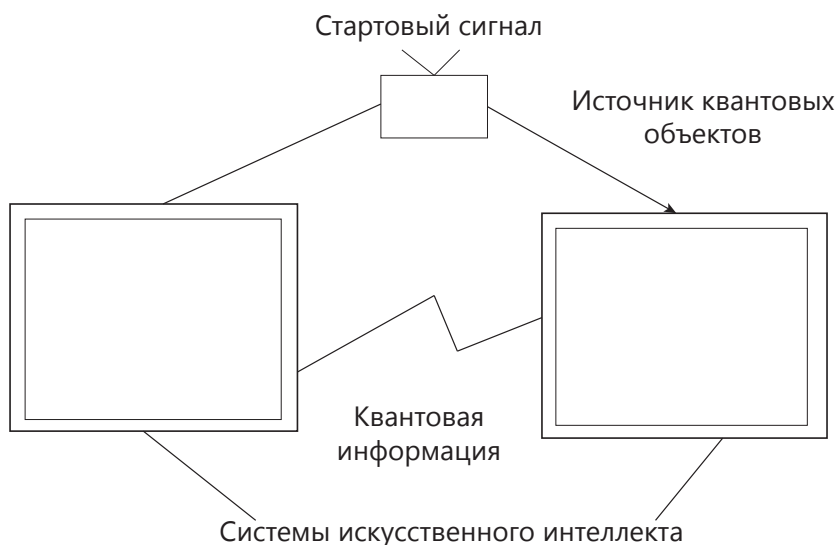 Стартовый сигнал
Источник квантовых
объектов
Квантовая
информация
Системы искусственного интеллекта